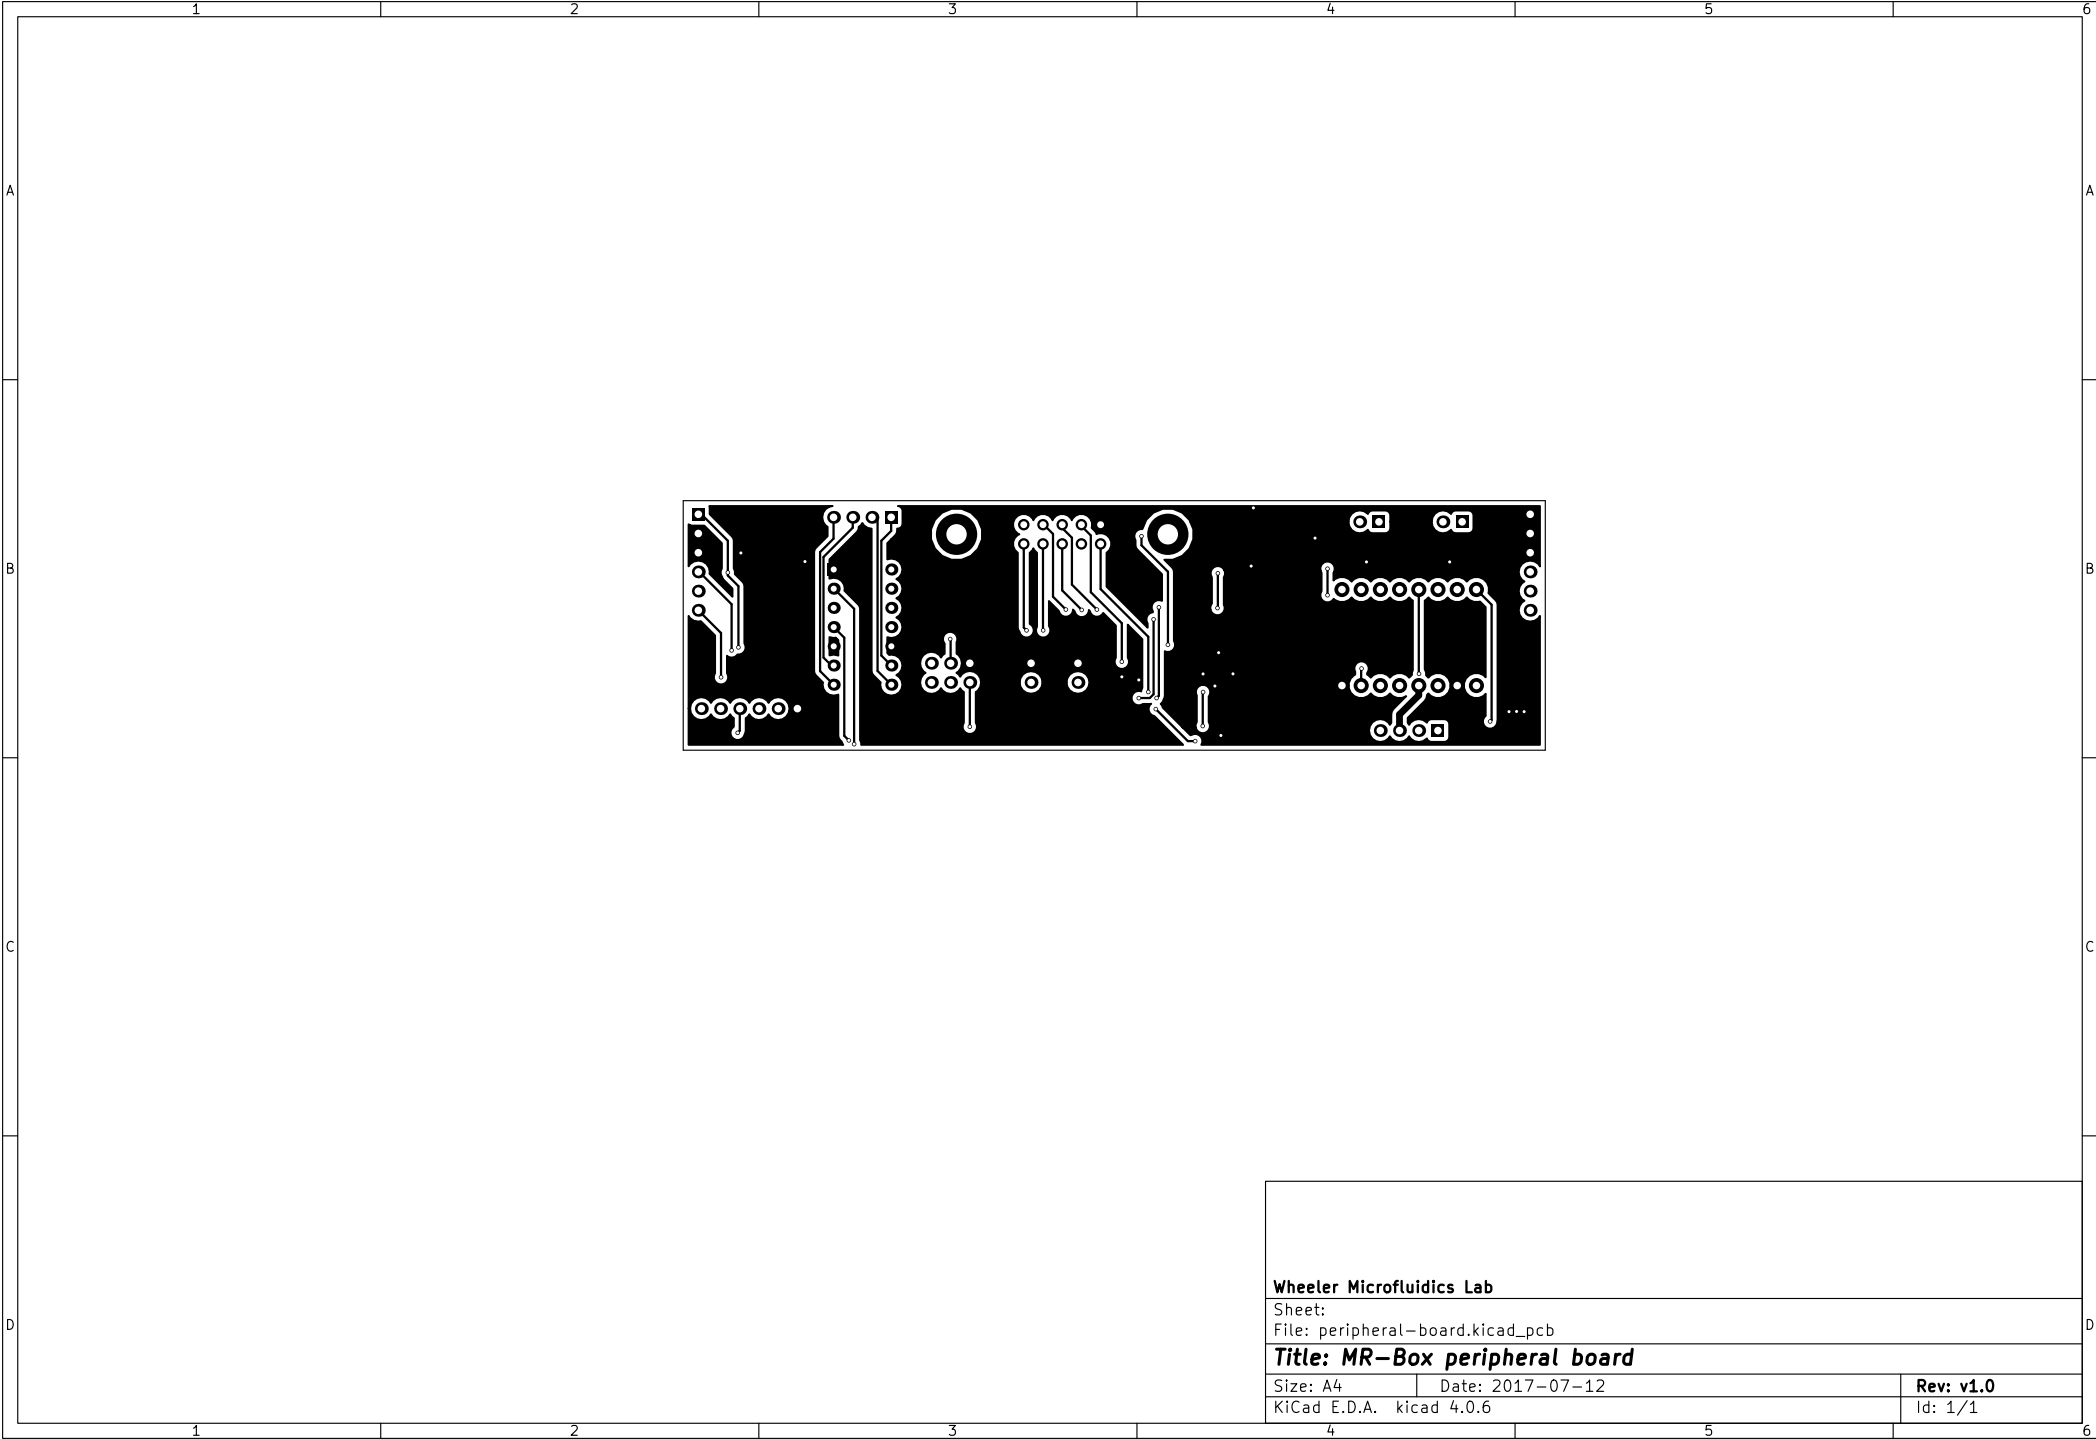 1 2 3 4 5 6
A A
B B
C C
D D
Wheeler Microfluidics Lab
Sheet:
File: peripheral-board.kicad_pcb
Title: MR-Box peripheral board
Size: A4 Date: 2017-07-12 Rev: v1.0
KiCad E.D.A. kicad 4.0.6 Id: 1/1
1 2 3 4 5 6